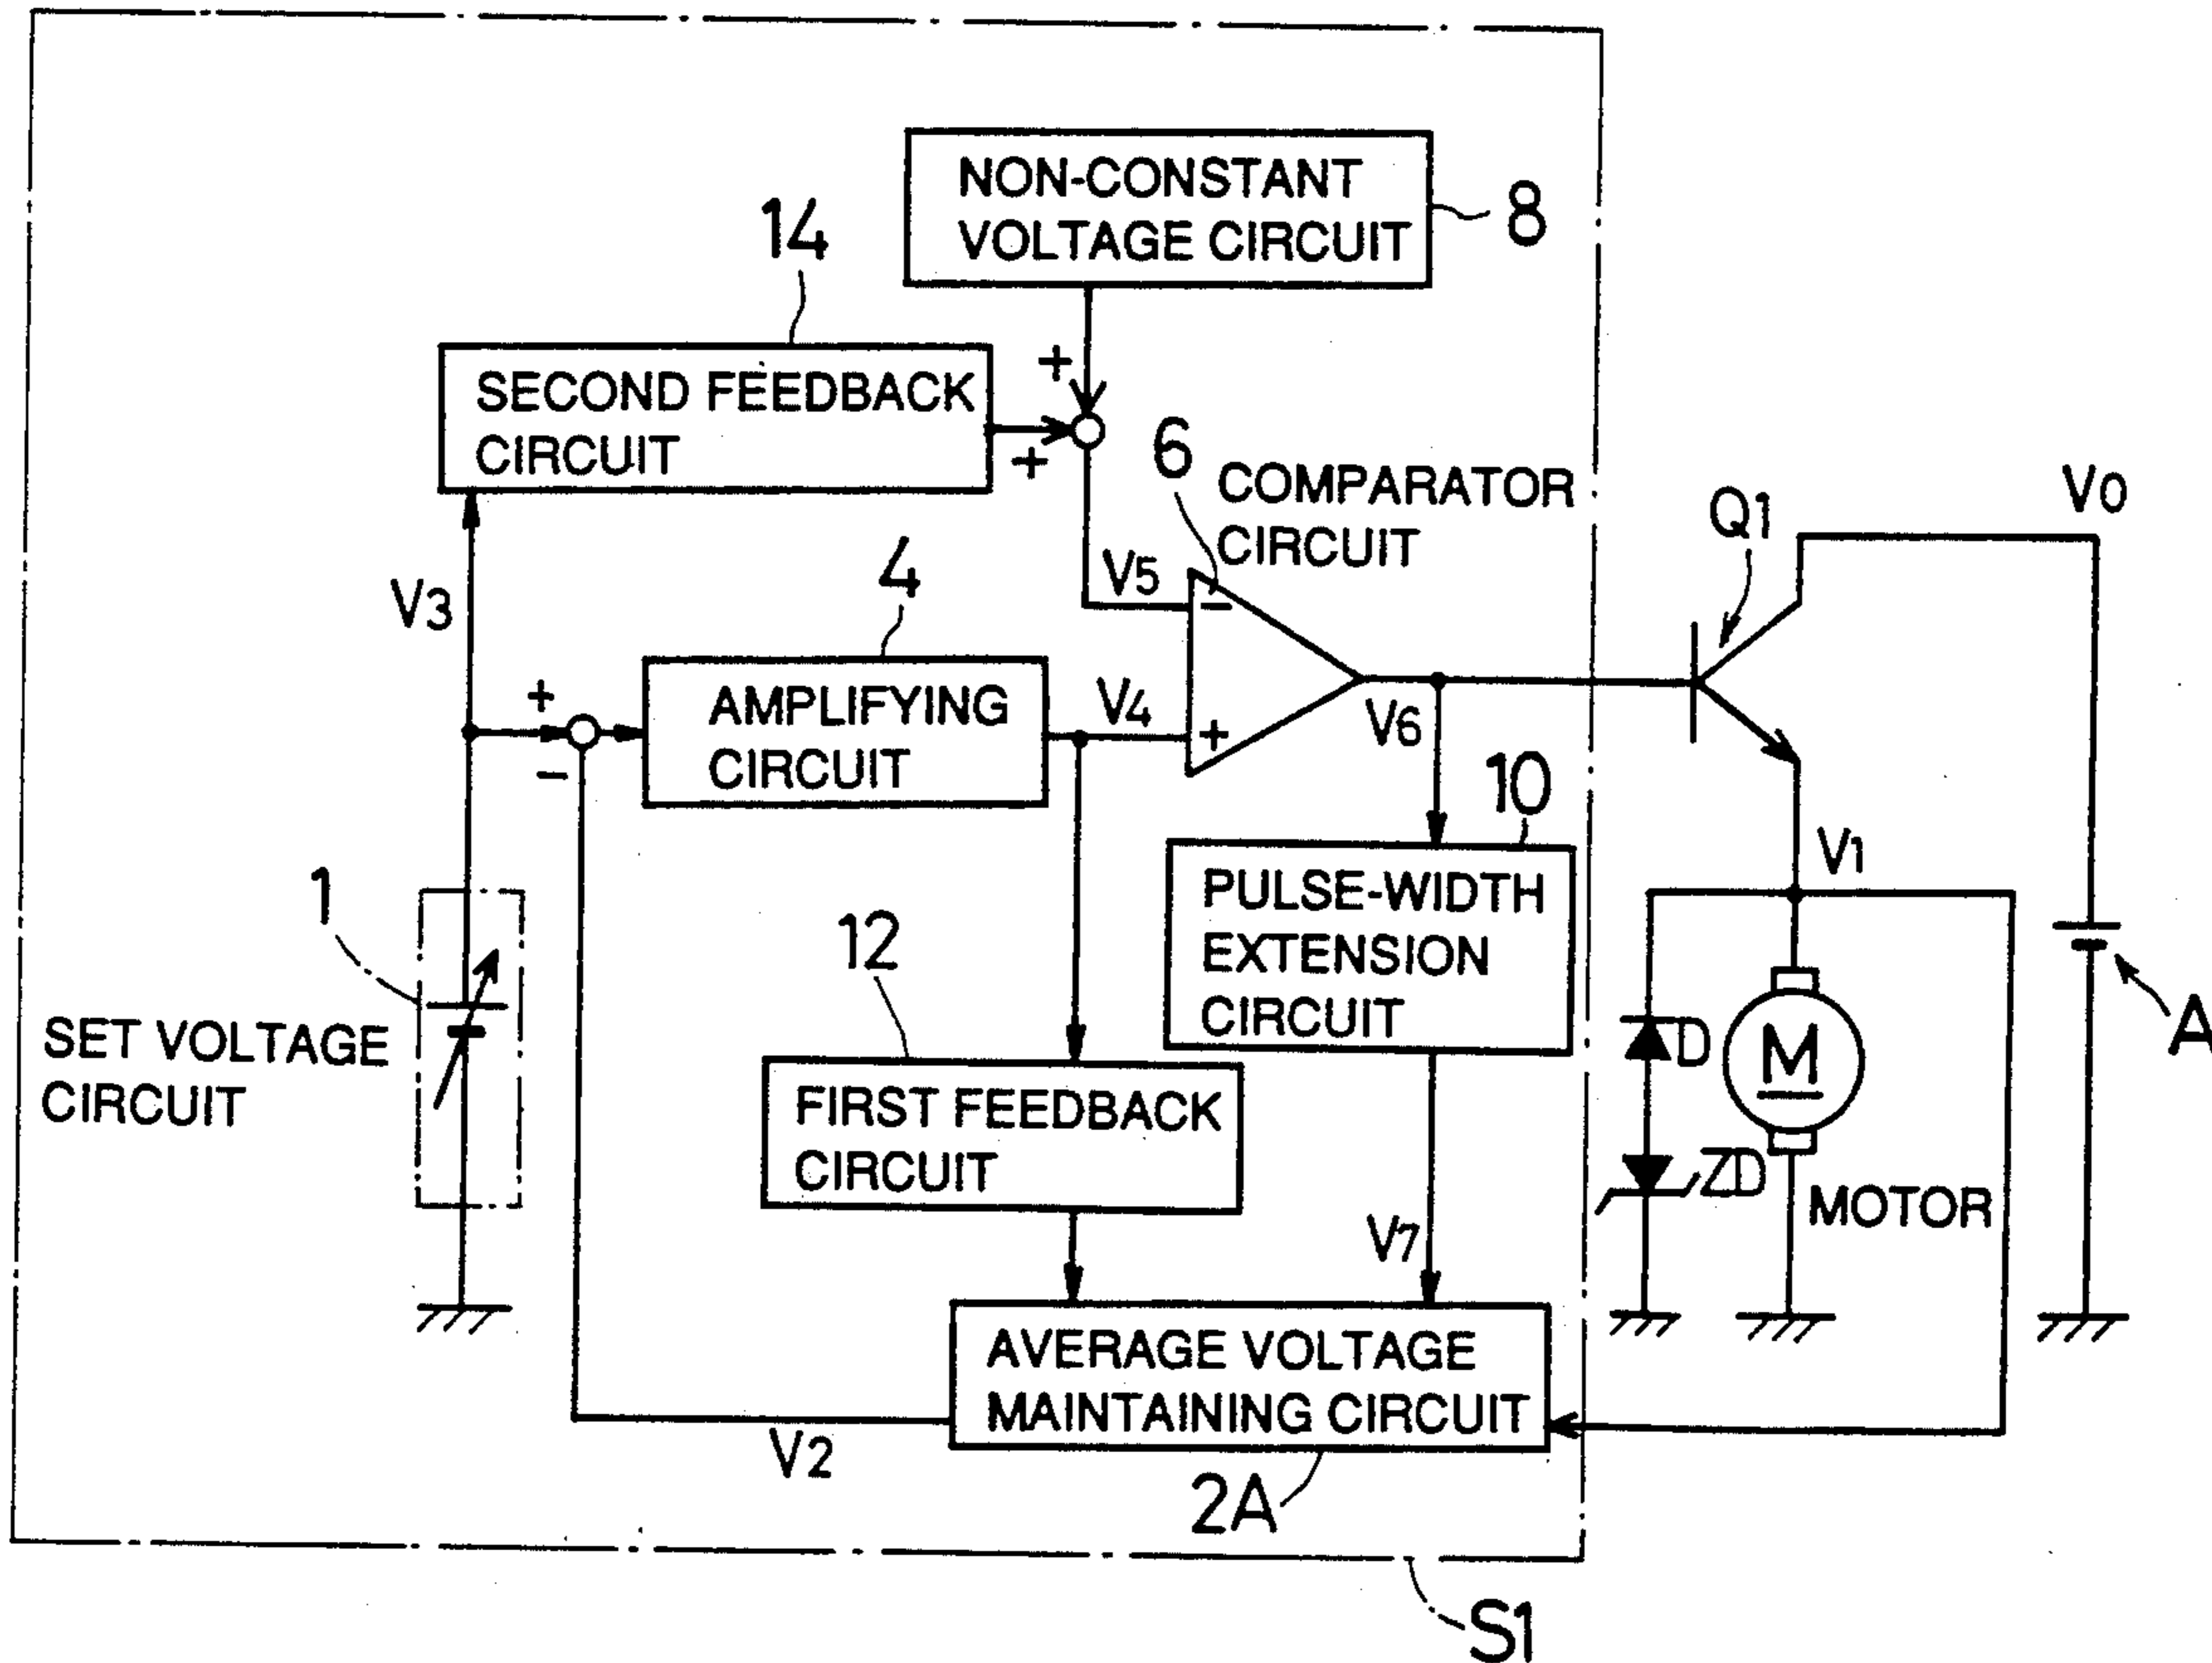 NON-CONSTANT
VOLTAGE CIRCUIT
8
14
SECOND FEEDBACK
CIRCUIT
+
+
6
COMPARATOR
CIRCUIT
V0
Q1
V5
−
V3
4
AMPLIFYING
CIRCUIT
+
−
V4
+
V6
10
PULSE-WIDTH
EXTENSION
CIRCUIT
V1
1
12
SET VOLTAGE
CIRCUIT
D
M
A
FIRST FEEDBACK
CIRCUIT
ZD
MOTOR
V7
AVERAGE VOLTAGE
MAINTAINING CIRCUIT
V2
2A
S1